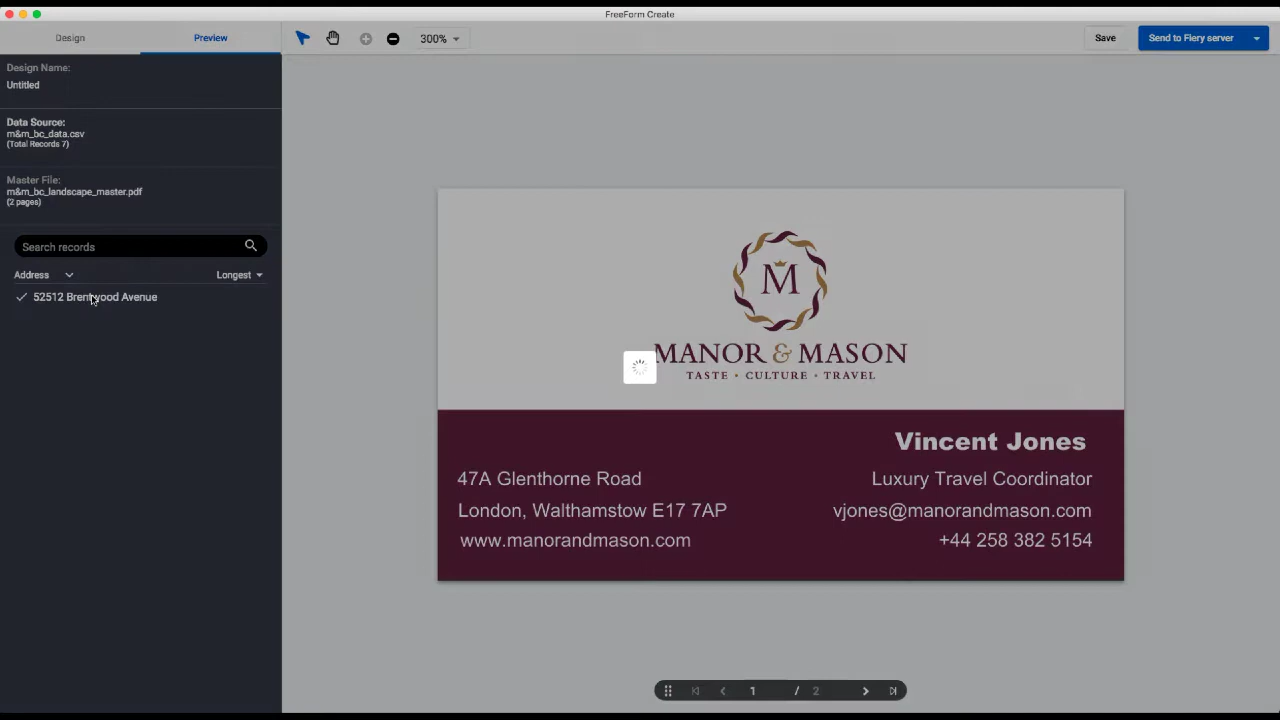 FreeForm Create
Design
Preview
300%
Save
Send to Fiery server
Design Name:
Untitled
Data Source:
m&m_bc_data.csv
(Total Records 7)
Master File:
m&m_bc_landscape_master.pdf
(2 pages)
Search records
Address
Longest
52512 Brentwood Avenue
M
MANOR & MASON
TASTE • CULTURE • TRAVEL
Vincent Jones
47A Glenthorne Road
Luxury Travel Coordinator
London, Walthamstow E17 7AP
vjones@manorandmason.com
www.manorandmason.com
+44 258 382 5154
1 / 2